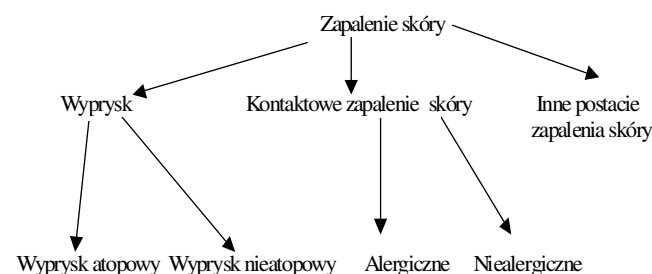 Zapalenie skóry
Wyprysk
Kontaktowe zapalenie skóry
Inne postacie
zapalenia skóry
Wyprysk atopowy
Wyprysk nieatopowy
Alergiczne
Niealergiczne